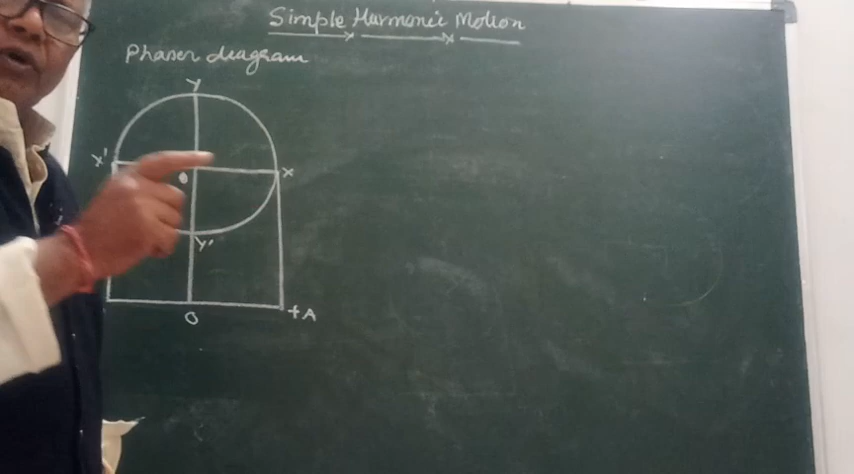 Simple Harmonic Motion
Phaser diagram
Y
X' O X
Y'
O +A